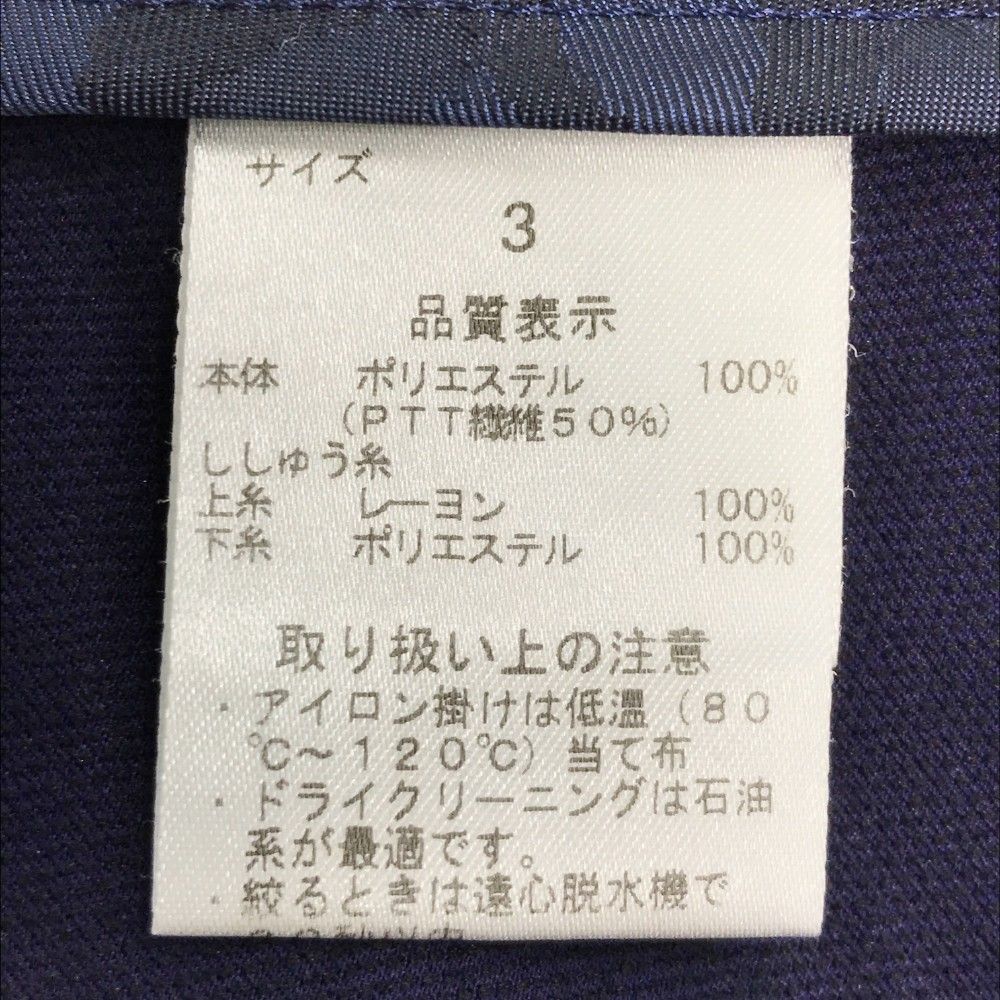 サイズ
3
品質表示
本体 ポリエステル 100%
(PTT繊維50%)
ししゅう糸
上糸 レーヨン 100%
下糸 ポリエステル 100%
取り扱い上の注意
・アイロン掛けは低温(80
℃～120℃)当て布
・ドライクリーニングは石油
系が最適です。
・絞るときは遠心脱水機で